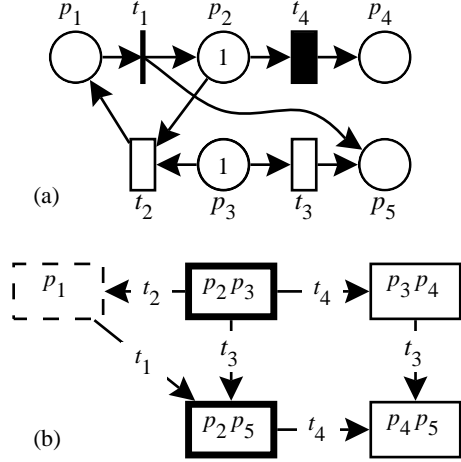 p1 t1 p2 t4 p4
1
1
(a) t2 p3 t3 p5
p1 t2 p2p3 t4 p3p4
t1 t3 t3
(b) p2p5 t4 p4p5